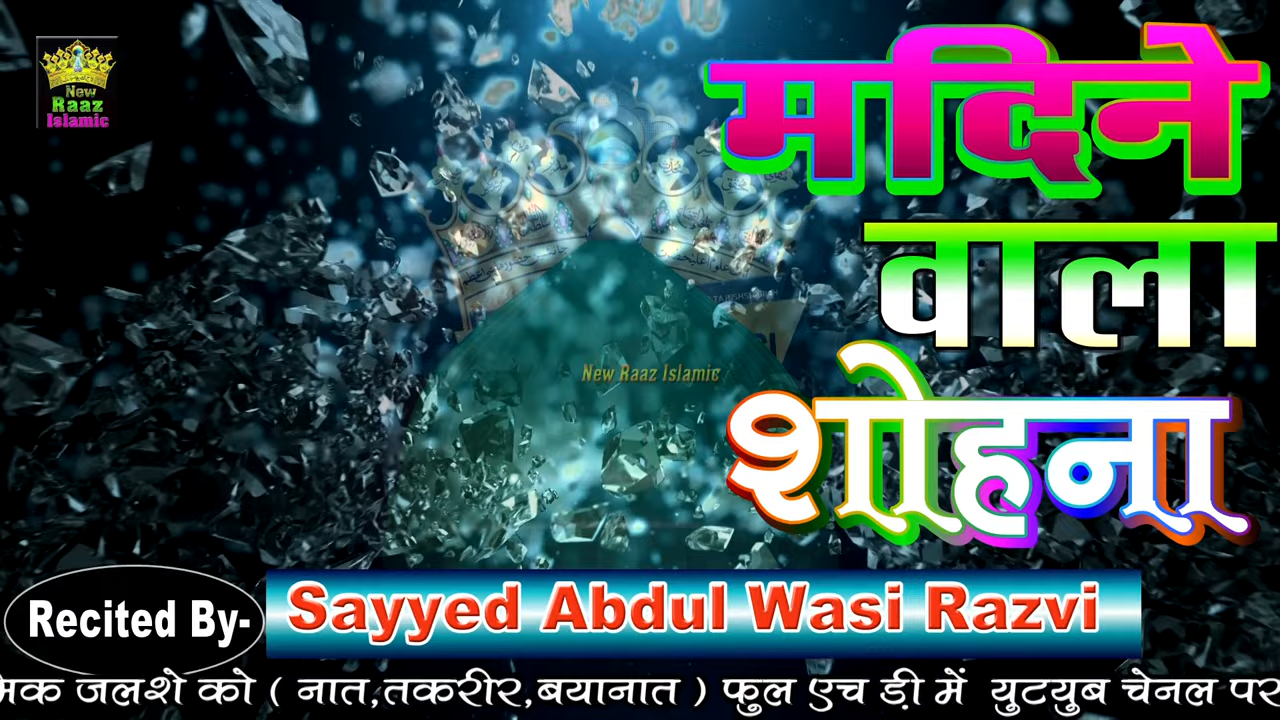 New
Raaz
Islamic
मदिने
वाला
शोहना
New Raaz Islamic
Recited By-
Sayyed Abdul Wasi Razvi
जलशे को ( नात,तकरीर,बयानात ) फुल एच डी़ में युटयुब चेनल पर